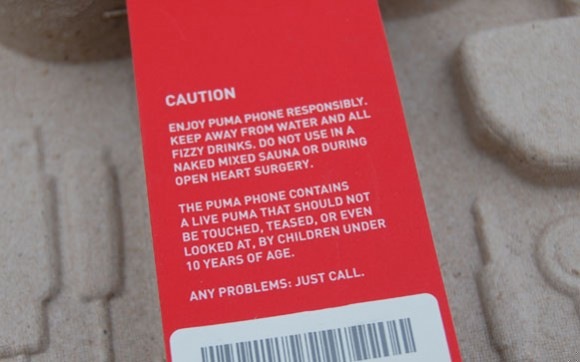 CAUTION
ENJOY PUMA PHONE RESPONSIBLY.
KEEP AWAY FROM WATER AND ALL
FIZZY DRINKS. DO NOT USE IN A
NAKED MIXED SAUNA OR DURING
OPEN HEART SURGERY.
THE PUMA PHONE CONTAINS
A LIVE PUMA THAT SHOULD NOT
BE TOUCHED, TEASED, OR EVEN
LOOKED AT, BY CHILDREN UNDER
10 YEARS OF AGE.
ANY PROBLEMS: JUST CALL.